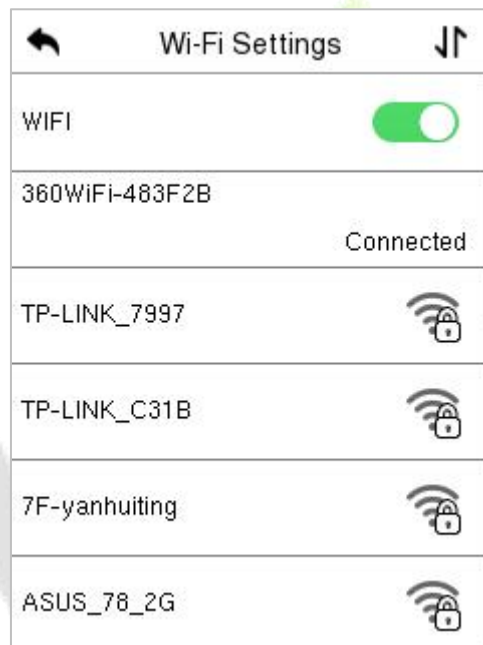 Wi-Fi Settings
WIFI
360WiFi-483F2B
Connected
TP-LINK_7997
TP-LINK_C31B
7F-yanhuiting
ASUS_78_2G